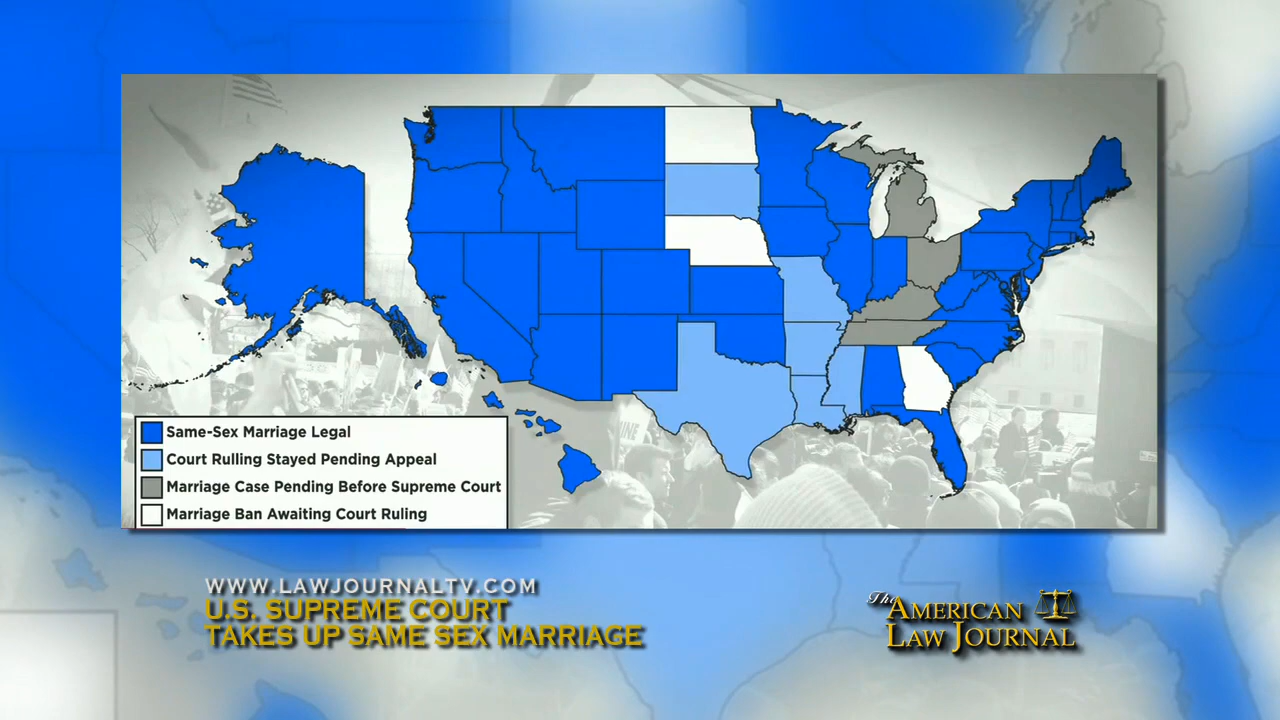 Same-Sex Marriage Legal
Court Rulling Stayed Pending Appeal
Marriage Case Pending Before Supreme Court
Marriage Ban Awaiting Court Ruling
WWW.LAWJOURNALTV.COM
U.S. SUPREME COURT
TAKES UP SAME SEX MARRIAGE
The
AMERICAN
LAW JOURNAL